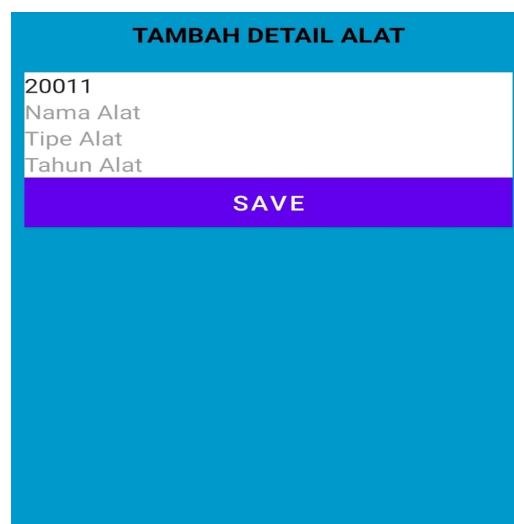 TAMBAH DETAIL ALAT
20011
Nama Alat
Tipe Alat
Tahun Alat
SAVE